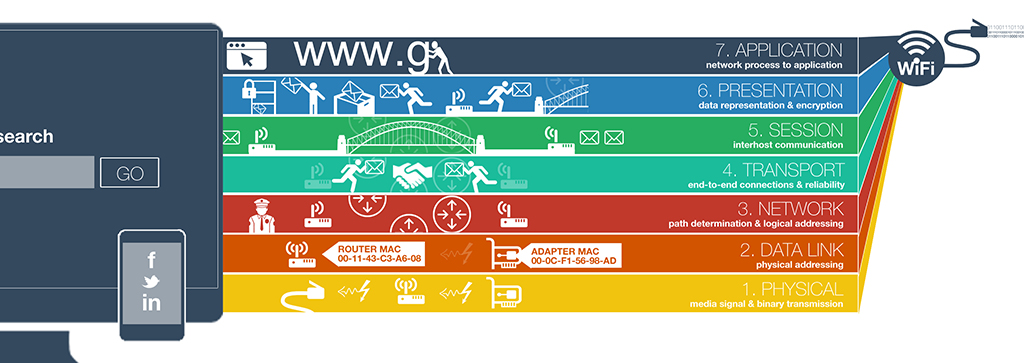 search
GO
f
in
www.g
7. APPLICATION
network process to application
6. PRESENTATION
data representation & encryption
5. SESSION
interhost communication
4. TRANSPORT
end-to-end connections & reliability
3. NETWORK
path determination & logical addressing
ROUTER MAC
00-11-43-C3-A6-08
ADAPTER MAC
00-0C-F1-56-98-AD
2. DATA LINK
physical addressing
1. PHYSICAL
media signal & binary transmission
WiFi